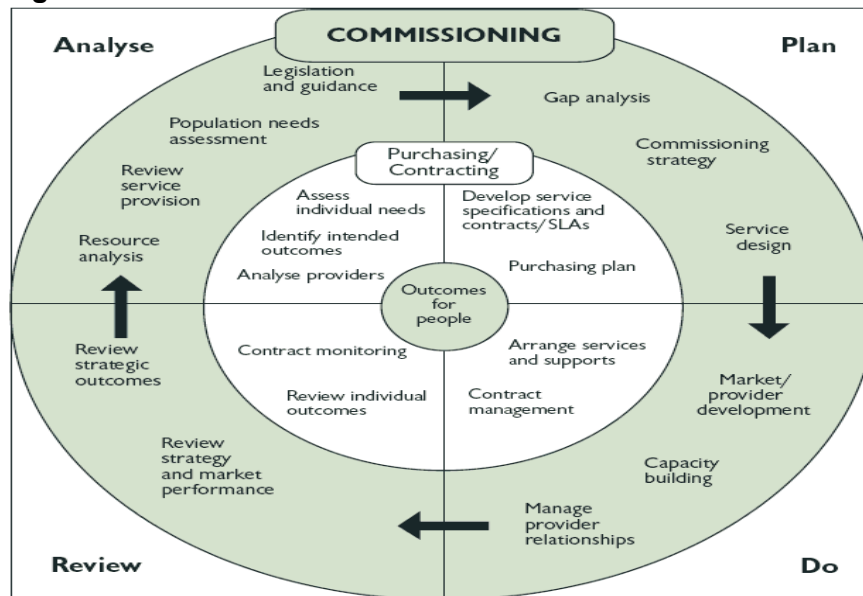 Analyse
COMMISSIONING
Plan
Legislation
and guidance
Gap analysis
Population needs
assessment
Commissioning
strategy
Review
service
provision
Purchasing/
Contracting
Assess
individual needs
Develop service
specifications and
contracts/SLAs
Identify intended
outcomes
Service
design
Resource
analysis
Analyse providers
Purchasing plan
Outcomes
for
people
Review
strategic
outcomes
Contract monitoring
Arrange services
and supports
Review individual
outcomes
Contract
management
Market/
provider
development
Review
strategy
and market
performance
Capacity
building
Manage
provider
relationships
Review
Do